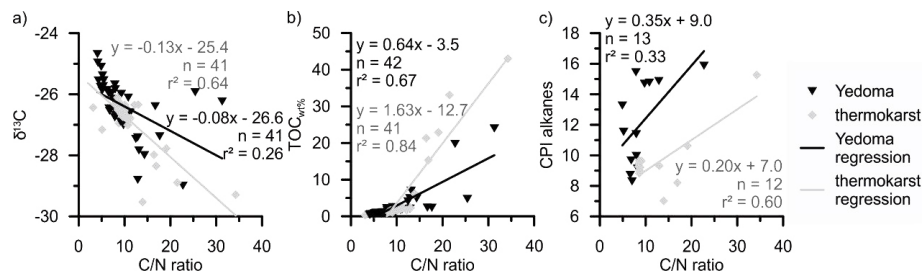 a)
-24
-26
-28
-30
δ¹³C
y = -0.13x - 25.4
n = 41
r² = 0.64
y = -0.08x - 26.6
n = 41
r² = 0.26
0 10 20 30 40
C/N ratio
b)
50
40
30
20
10
0
TOCwt%
y = 0.64x - 3.5
n = 42
r² = 0.67
y = 1.63x - 12.7
n = 41
r² = 0.84
0 10 20 30 40
C/N ratio
c)
18
16
14
12
10
8
6
CPI alkanes
y = 0.35x + 9.0
n = 13
r² = 0.33
y = 0.20x + 7.0
n = 12
r² = 0.60
0 10 20 30 40
C/N ratio
Yedoma
thermokarst
Yedoma
regression
thermokarst
regression